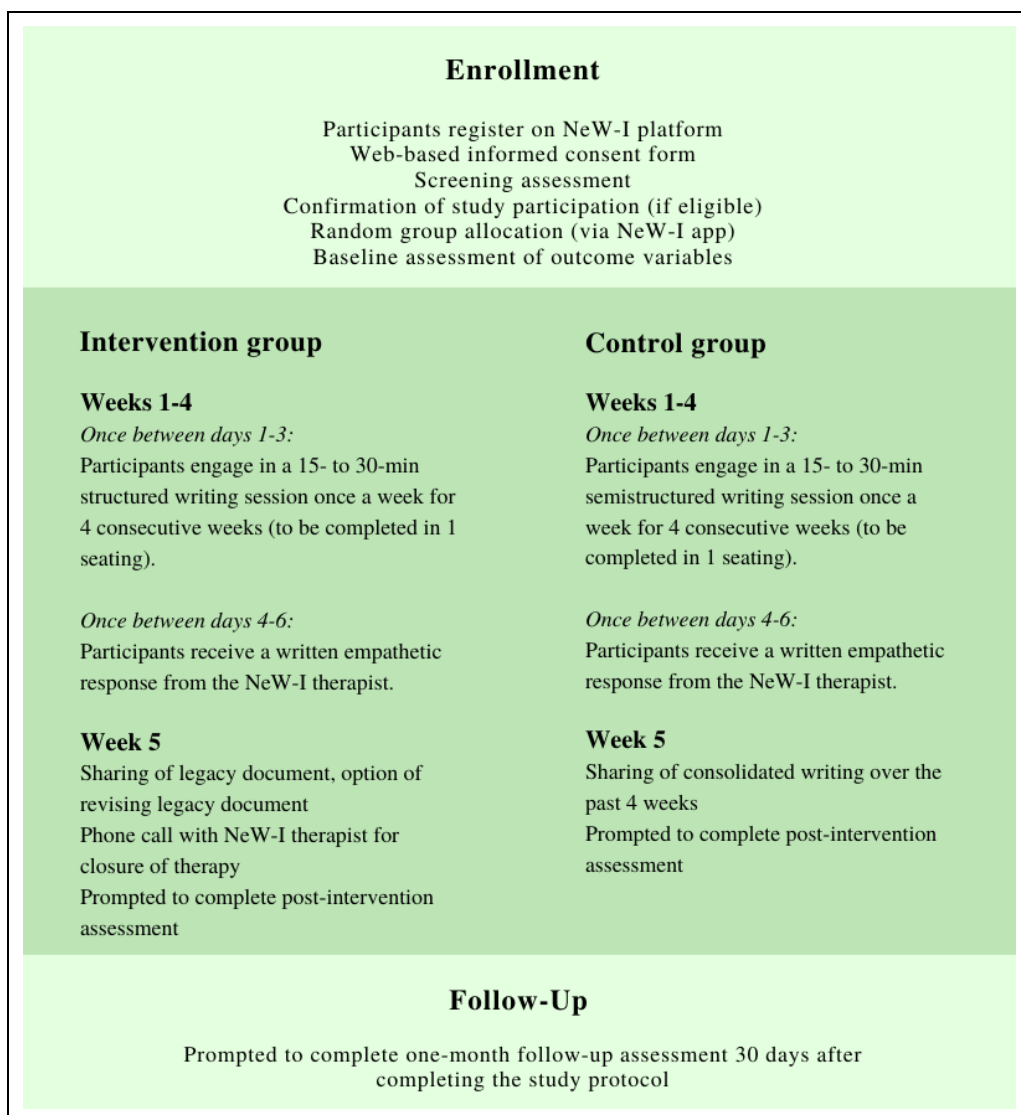 Enrollment
Participants register on NeW-I platform
Web-based informed consent form
Screening assessment
Confirmation of study participation (if eligible)
Random group allocation (via NeW-I app)
Baseline assessment of outcome variables
Intervention group
Weeks 1-4
Once between days 1-3:
Participants engage in a 15- to 30-min
structured writing session once a week for
4 consecutive weeks (to be completed in 1
seating).
Once between days 4-6:
Participants receive a written empathetic
response from the NeW-I therapist.
Week 5
Sharing of legacy document, option of
revising legacy document
Phone call with NeW-I therapist for
closure of therapy
Prompted to complete post-intervention
assessment
Control group
Weeks 1-4
Once between days 1-3:
Participants engage in a 15- to 30-min
semistructured writing session once a
week for 4 consecutive weeks (to be
completed in 1 seating).
Once between days 4-6:
Participants receive a written empathetic
response from the NeW-I therapist.
Week 5
Sharing of consolidated writing over the
past 4 weeks
Prompted to complete post-intervention
assessment
Follow-Up
Prompted to complete one-month follow-up assessment 30 days after
completing the study protocol